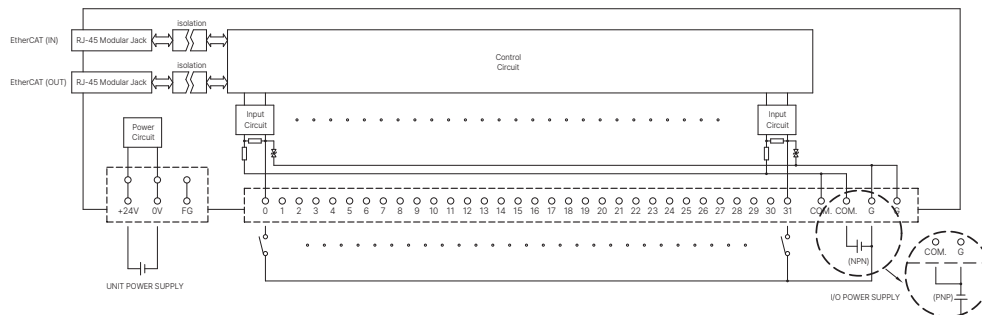 isolation
EtherCAT (IN)
RJ-45 Modular Jack
Control
Circuit
isolation
EtherCAT (OUT)
RJ-45 Modular Jack
Power
Circuit
Input
Circuit
Input
Circuit
+24V 0V FG
0 1 2 3 4 5 6 7 8 9 10 11 12 13 14 15 16 17 18 19 20 21 22 23 24 25 26 27 28 29 30 31 COM. COM. G G
UNIT POWER SUPPLY
(NPN)
COM. G
I/O POWER SUPPLY
(PNP)